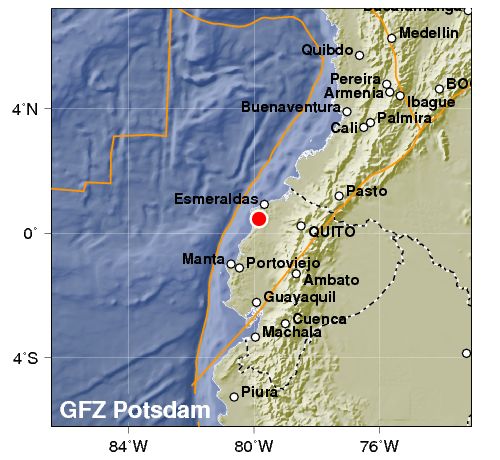 Medellin
Quibdo
Pereira
Armenia
BO
Ibague
4°N
Buenaventura
Palmira
Cali
Esmeraldas
Pasto
0°
QUITO
Manta
Portoviejo
Ambato
Guayaquil
Cuenca
Machala
4°S
Piura
GFZ Potsdam
84°W
80°W
76°W